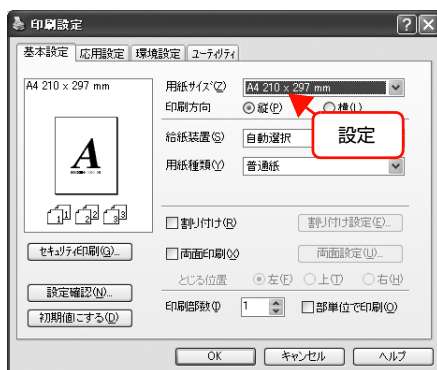 印刷設定
基本設定 応用設定 環境設定 ユーティリティ
A4 210 x 297 mm
用紙サイズ(Z) A4 210 x 297 mm
印刷方向 縦(P) 横(L)
給紙装置(S) 自動選択
設定
用紙種類(Y) 普通紙
A
1 2 3
割り付け(R) 割り付け設定(E)...
セキュリティ印刷(G)...
両面印刷(X) 両面設定(U)...
とじる位置 左(F) 上(T) 右(H)
設定確認(N)...
印刷部数(I) 1 部単位で印刷(O)
初期値にする(D)
OK キャンセル ヘルプ